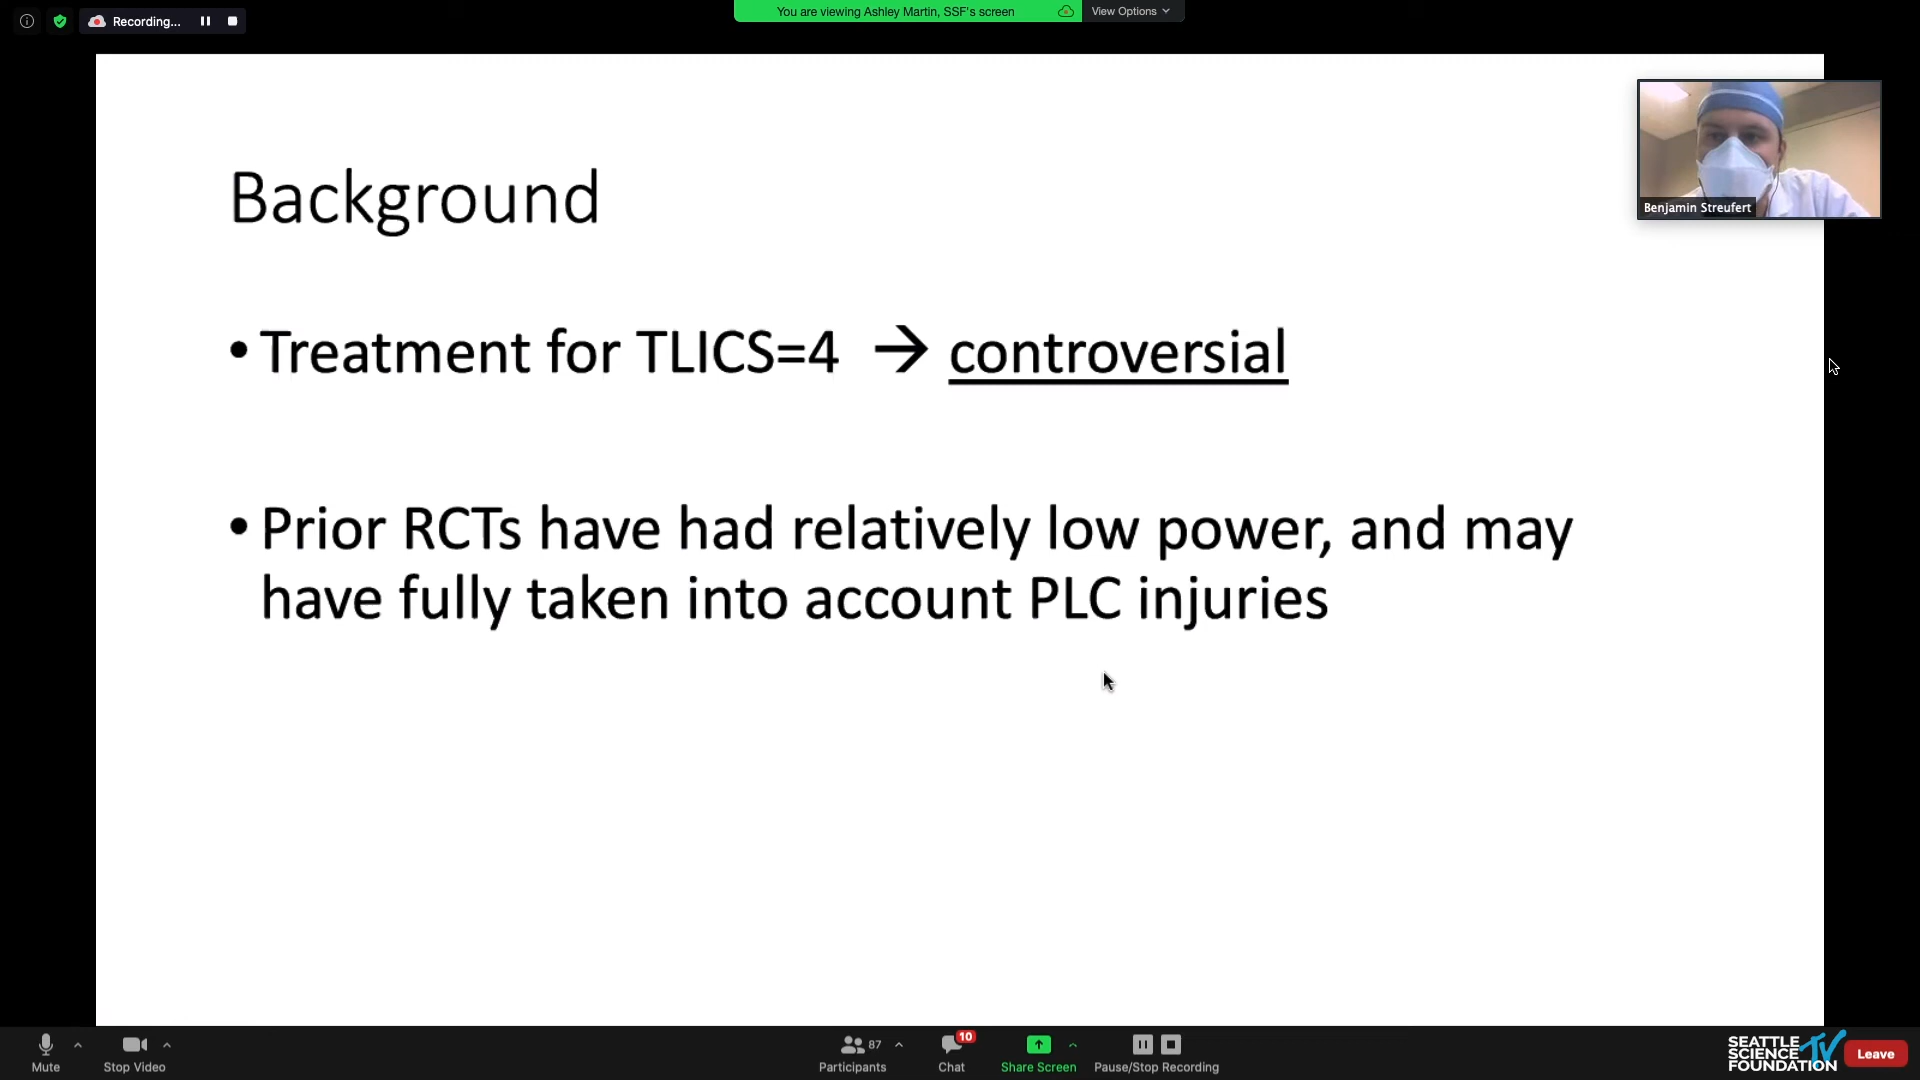 Recording...
You are viewing Ashley Martin, SSF's screen
View Options
Benjamin Streufert
Background
• Treatment for TLICS=4 → controversial
• Prior RCTs have had relatively low power, and may
have fully taken into account PLC injuries
Mute
Stop Video
87
Participants
10
Chat
Share Screen
Pause/Stop Recording
SEATTLE
SCIENCE
FOUNDATION
TV
Leave